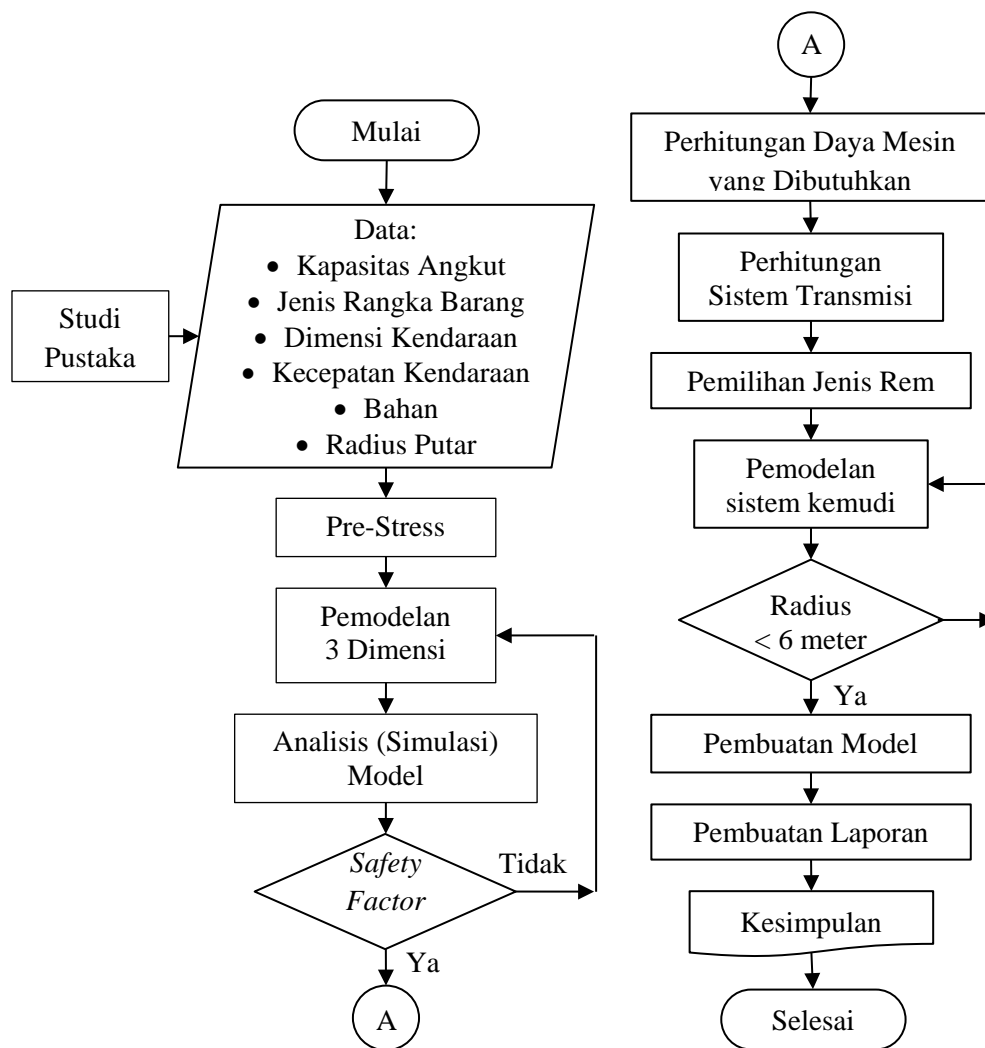 Mulai
Data:
• Kapasitas Angkut
• Jenis Rangka Barang
• Dimensi Kendaraan
• Kecepatan Kendaraan
• Bahan
• Radius Putar
Studi
Pustaka
Pre-Stress
Pemodelan
3 Dimensi
Analisis (Simulasi)
Model
Safety
Factor
Tidak
Ya
A
A
Perhitungan Daya Mesin
yang Dibutuhkan
Perhitungan
Sistem Transmisi
Pemilihan Jenis Rem
Pemodelan
sistem kemudi
Radius
< 6 meter
Ya
Pembuatan Model
Pembuatan Laporan
Kesimpulan
Selesai